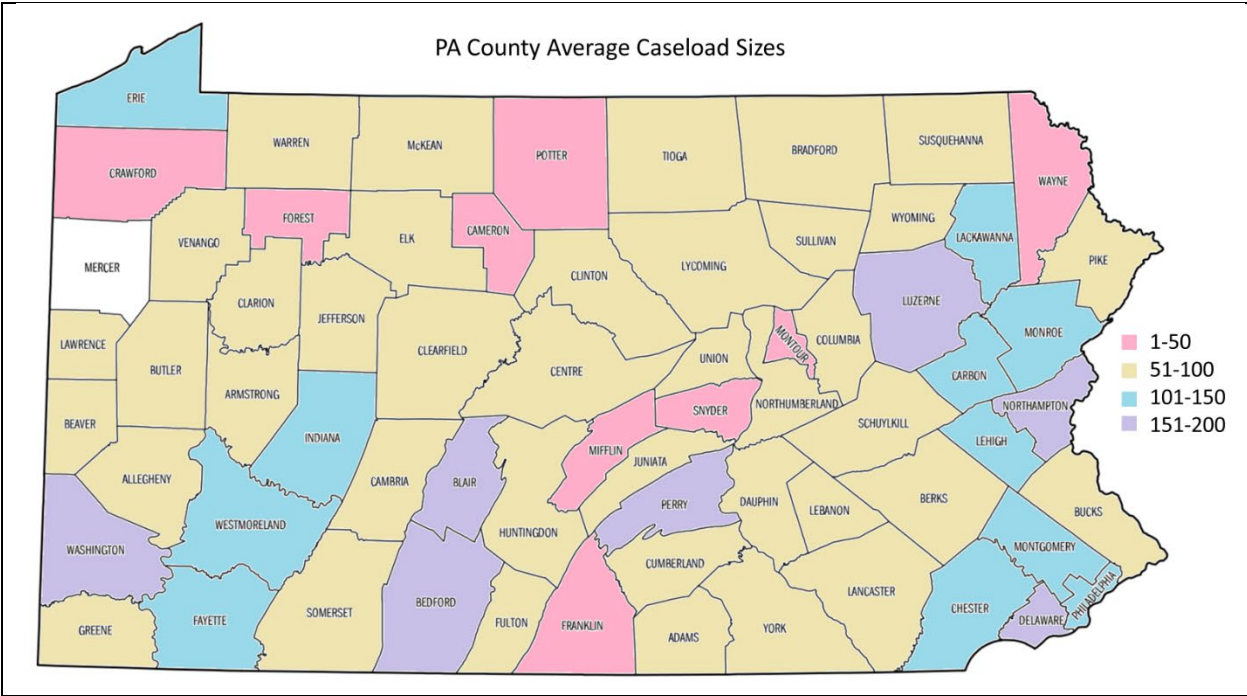 PA County Average Caseload Sizes
ERIE
CRAWFORD
WARREN
McKEAN
POTTER
TIOGA
BRADFORD
SUSQUEHANNA
WAYNE
FOREST
VENANGO
ELK
CAMERON
CLINTON
LYCOMING
SULLIVAN
WYOMING
LACKAWANNA
PIKE
MERCER
CLARION
JEFFERSON
LUZERNE
LAWRENCE
BUTLER
CLEARFIELD
CENTRE
UNION
MONTOUR
COLUMBIA
MONROE
CARBON
ARMSTRONG
BEAVER
INDIANA
SNYDER
NORTHUMBERLAND
SCHUYLKILL
NORTHAMPTON
LEHIGH
ALLEGHENY
CAMBRIA
BLAIR
MIFFLIN
JUNIATA
PERRY
DAUPHIN
LEBANON
BERKS
BUCKS
WESTMORELAND
HUNTINGDON
WASHINGTON
CUMBERLAND
MONTGOMERY
LANCASTER
PHILADELPHIA
GREENE
FAYETTE
SOMERSET
BEDFORD
FULTON
FRANKLIN
ADAMS
YORK
CHESTER
DELAWARE
1-50
51-100
101-150
151-200